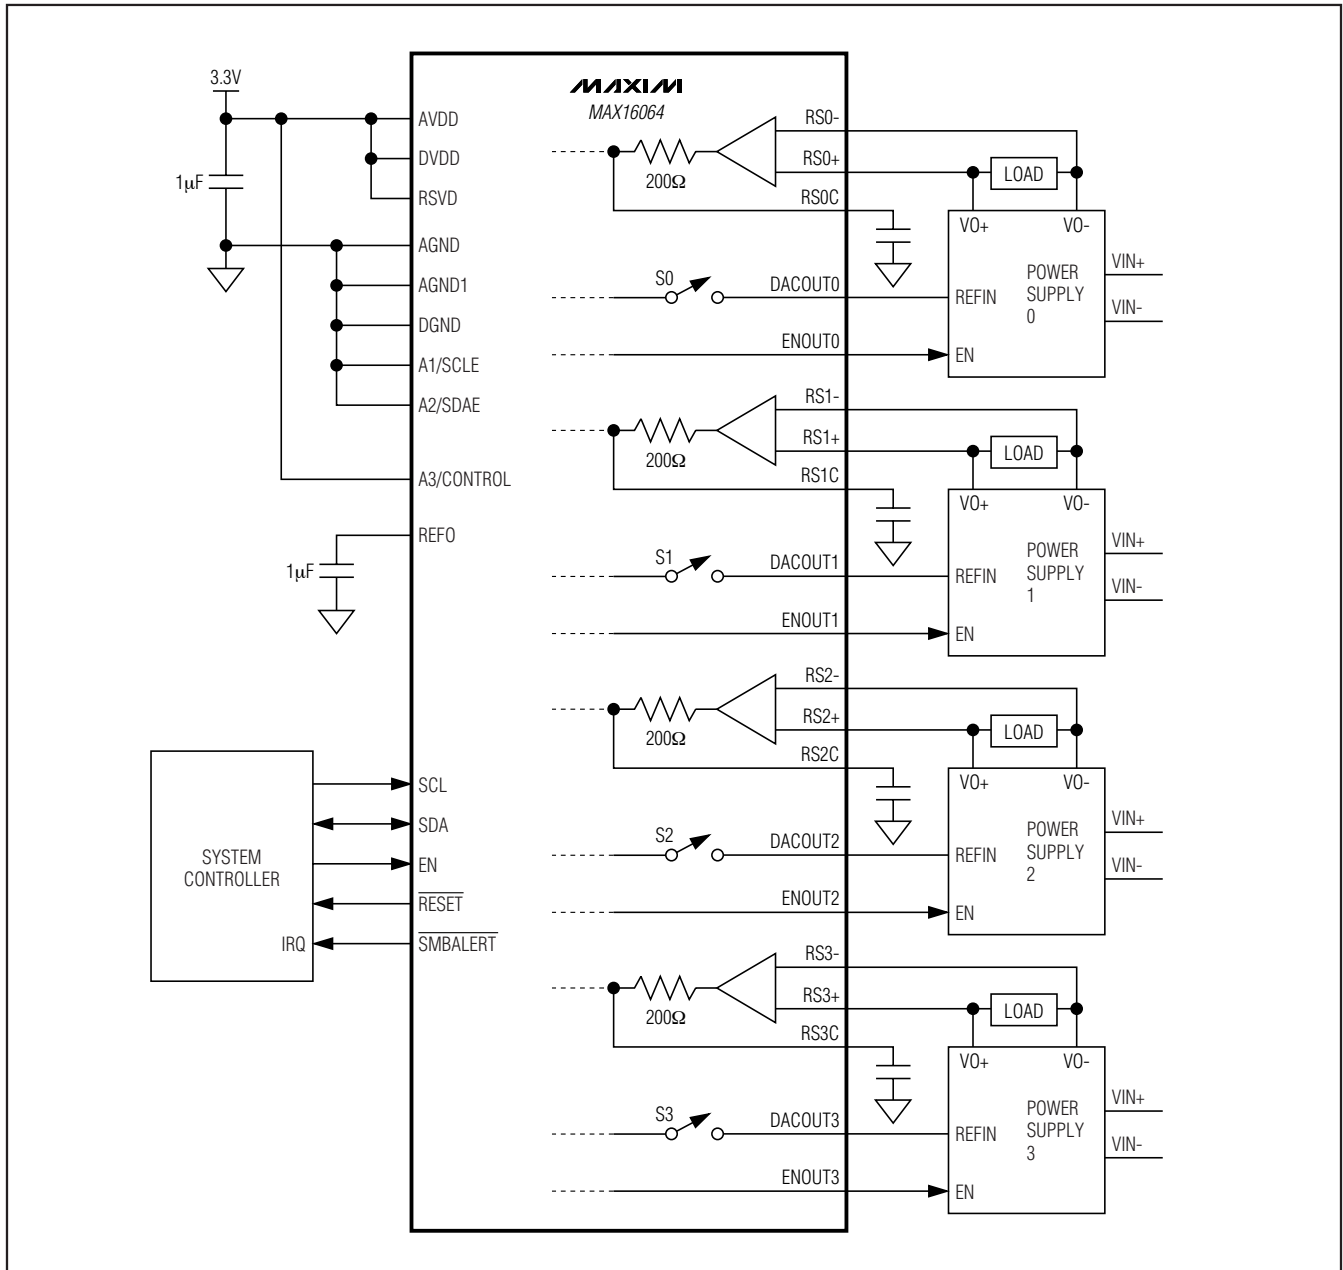 3.3V
1µF
MAXIM
MAX16064
AVDD
DVDD
RSVD
AGND
AGND1
DGND
A1/SCLE
A2/SDAE
A3/CONTROL
REFO
1µF
SYSTEM
CONTROLLER
IRQ
SCL
SDA
EN
RESET
SMBALERT
200Ω
RS0-
RS0+
RS0C
S0
DACOUT0
ENOUT0
LOAD
VO+ VO-
POWER
SUPPLY
0
REFIN
EN
VIN+
VIN-
200Ω
RS1-
RS1+
RS1C
S1
DACOUT1
ENOUT1
LOAD
VO+ VO-
POWER
SUPPLY
1
REFIN
EN
VIN+
VIN-
200Ω
RS2-
RS2+
RS2C
S2
DACOUT2
ENOUT2
LOAD
VO+ VO-
POWER
SUPPLY
2
REFIN
EN
VIN+
VIN-
200Ω
RS3-
RS3+
RS3C
S3
DACOUT3
ENOUT3
LOAD
VO+ VO-
POWER
SUPPLY
3
REFIN
EN
VIN+
VIN-